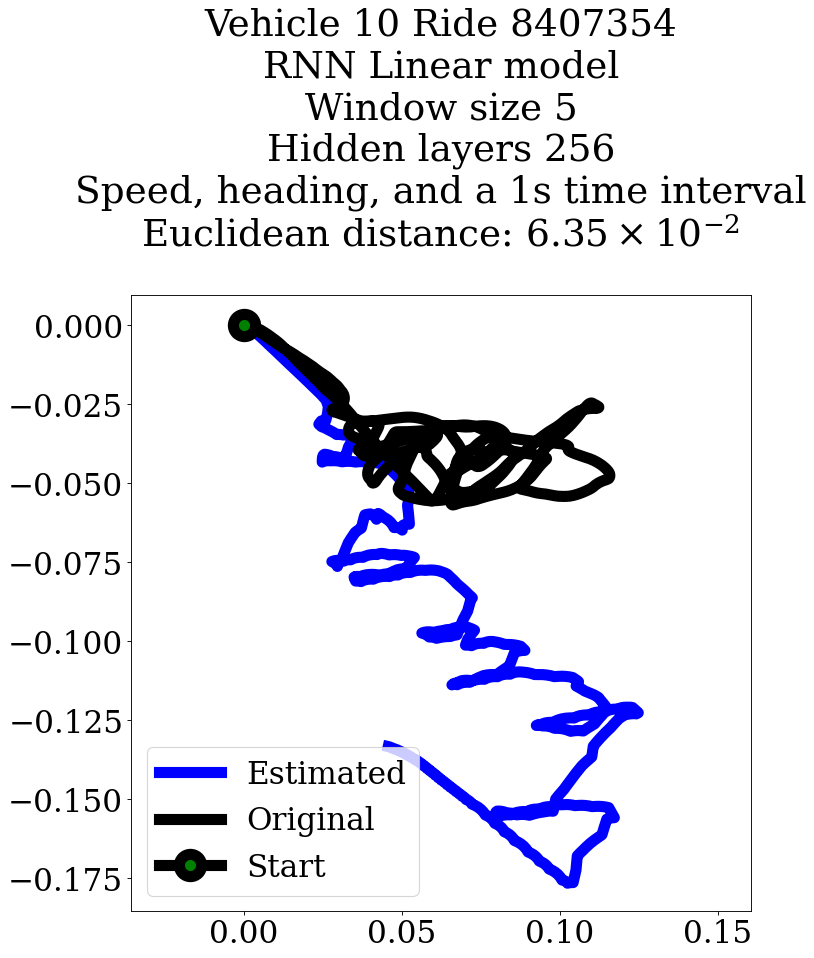 Vehicle 10 Ride 8407354
RNN Linear model
Window size 5
Hidden layers 256
Speed, heading, and a 1s time interval
Euclidean distance: 6.35 × 10⁻²
0.000
−0.025
−0.050
−0.075
−0.100
−0.125
−0.150
−0.175
Estimated
Original
Start
0.00 0.05 0.10 0.15